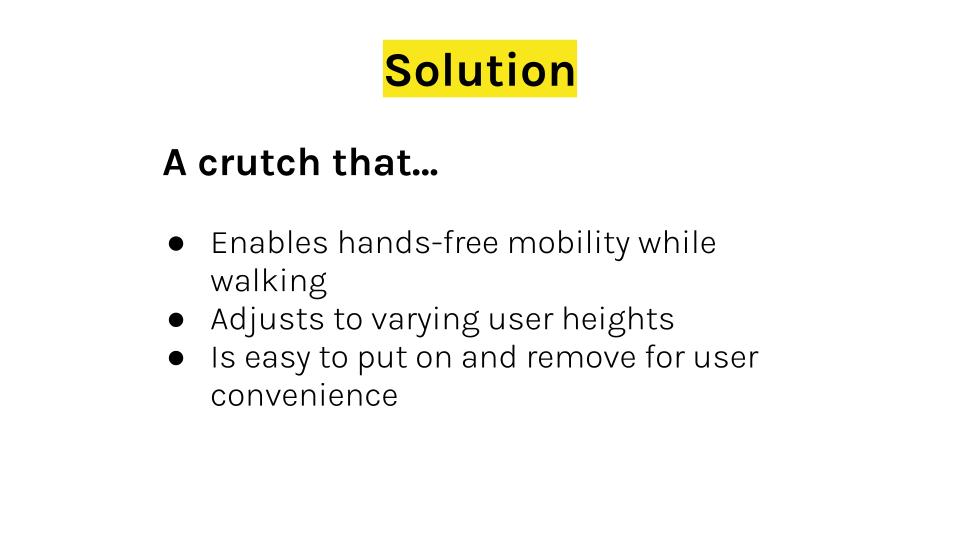 Solution
A crutch that...
● Enables hands-free mobility while
walking
● Adjusts to varying user heights
● Is easy to put on and remove for user
convenience